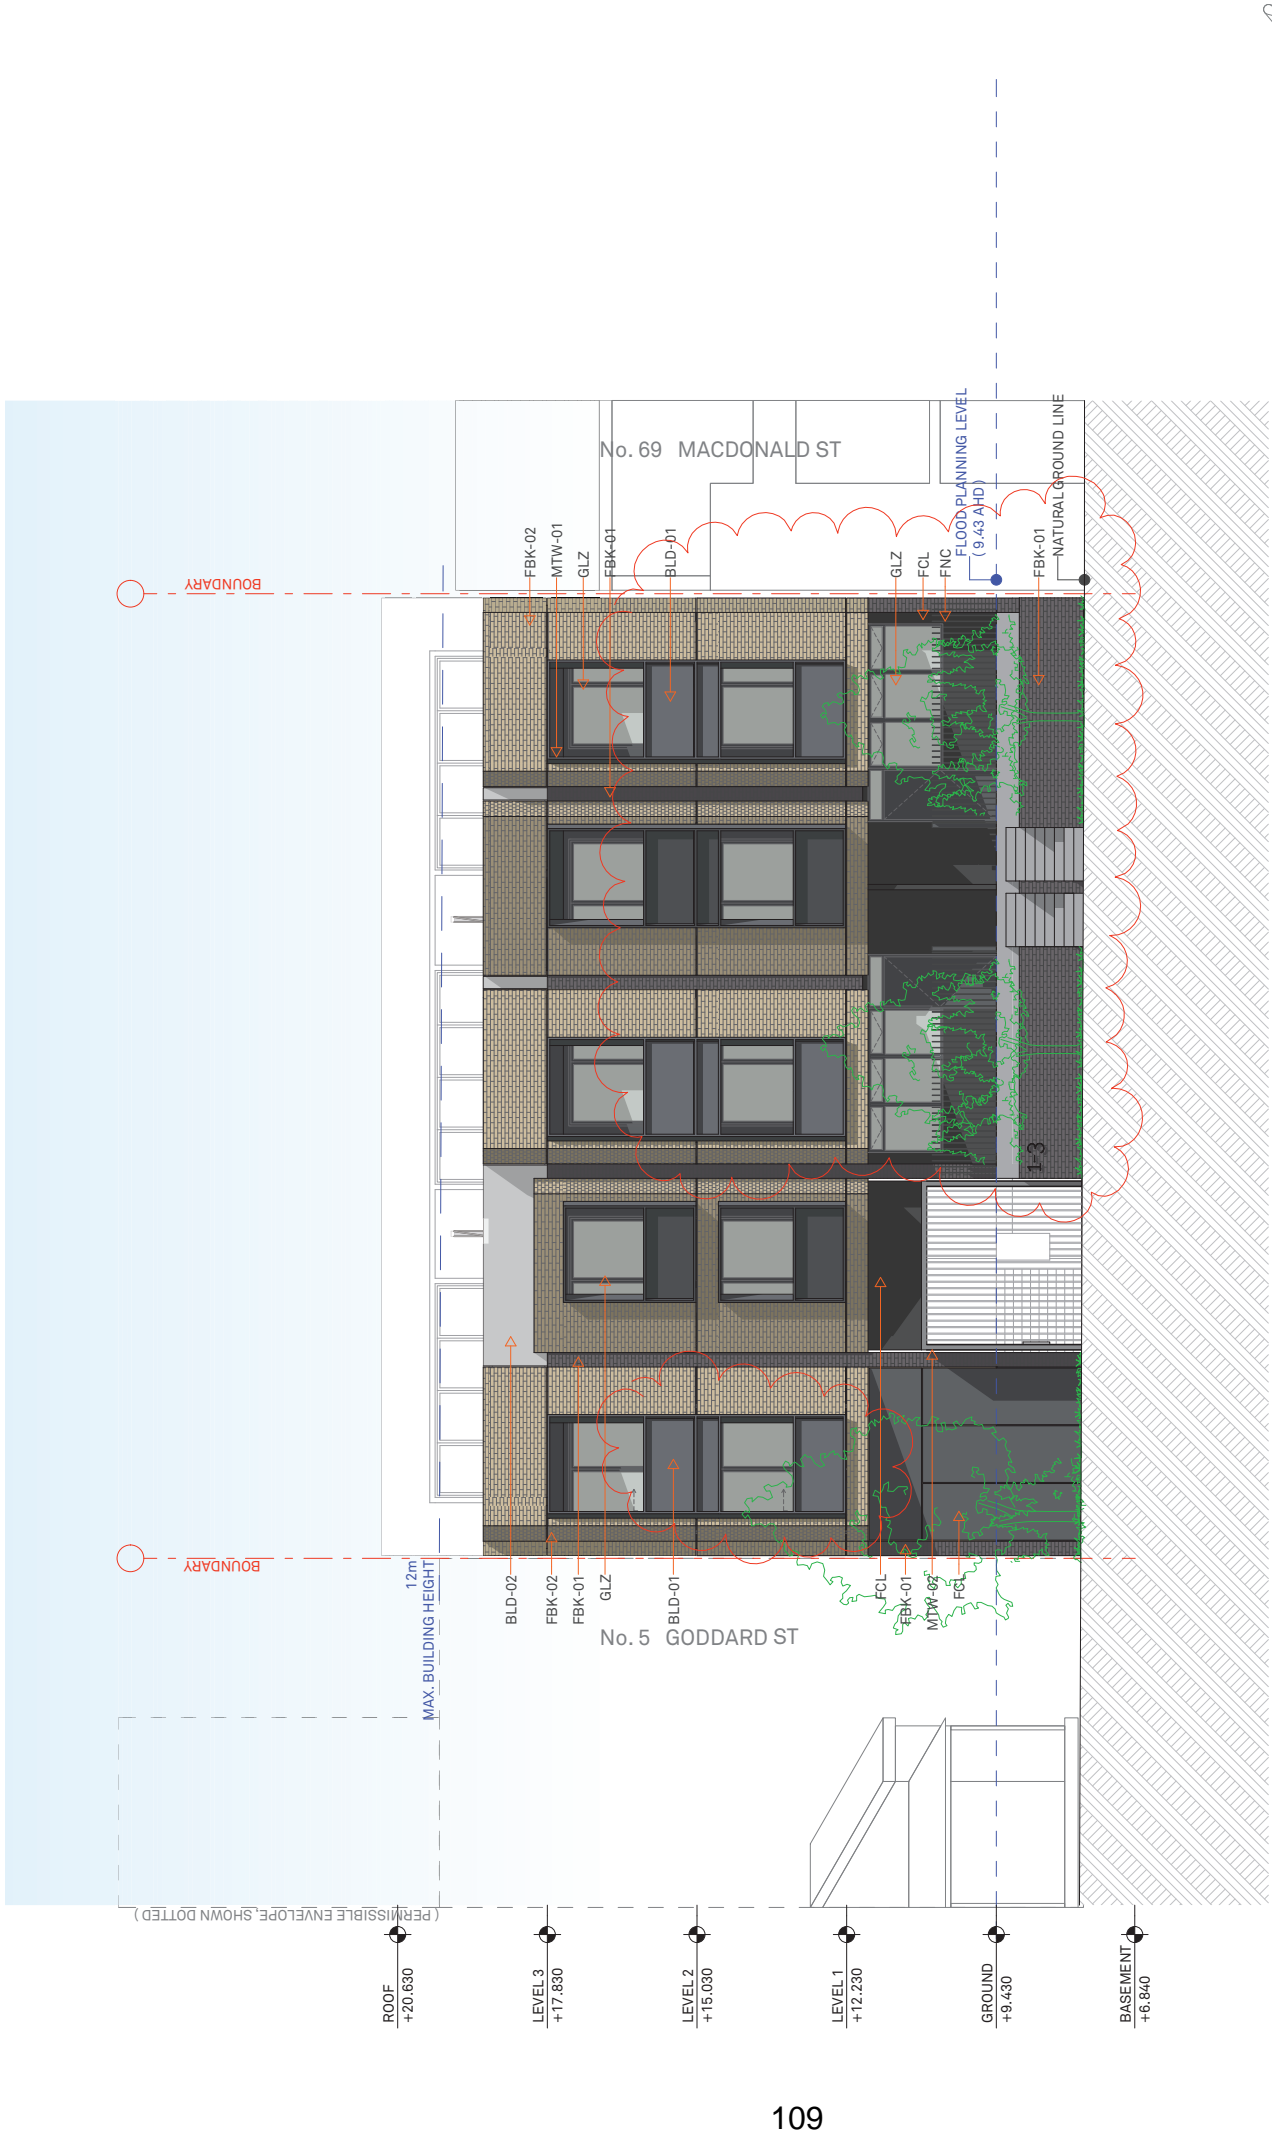 BOUNDARY
BOUNDARY
12m
MAX. BUILDING HEIGHT
( PERMISSIBLE ENVELOPE, SHOWN DOTTED )
No. 69 MACDONALD ST
No. 5 GODDARD ST
FBK-02
MTW-01
GLZ
FBK-01
BLD-01
GLZ
FCL
FNC
FLOOD PLANNING LEVEL
( 9.43 AHD )
FBK-01
NATURAL GROUND LINE
1-3
BLD-02
FBK-02
FBK-01
GLZ
BLD-01
FCL
FBK-01
MTW-02
FCL
ROOF
+20.630
LEVEL 3
+17.830
LEVEL 2
+15.030
LEVEL 1
+12.230
GROUND
+9.430
BASEMENT
+6.840
109